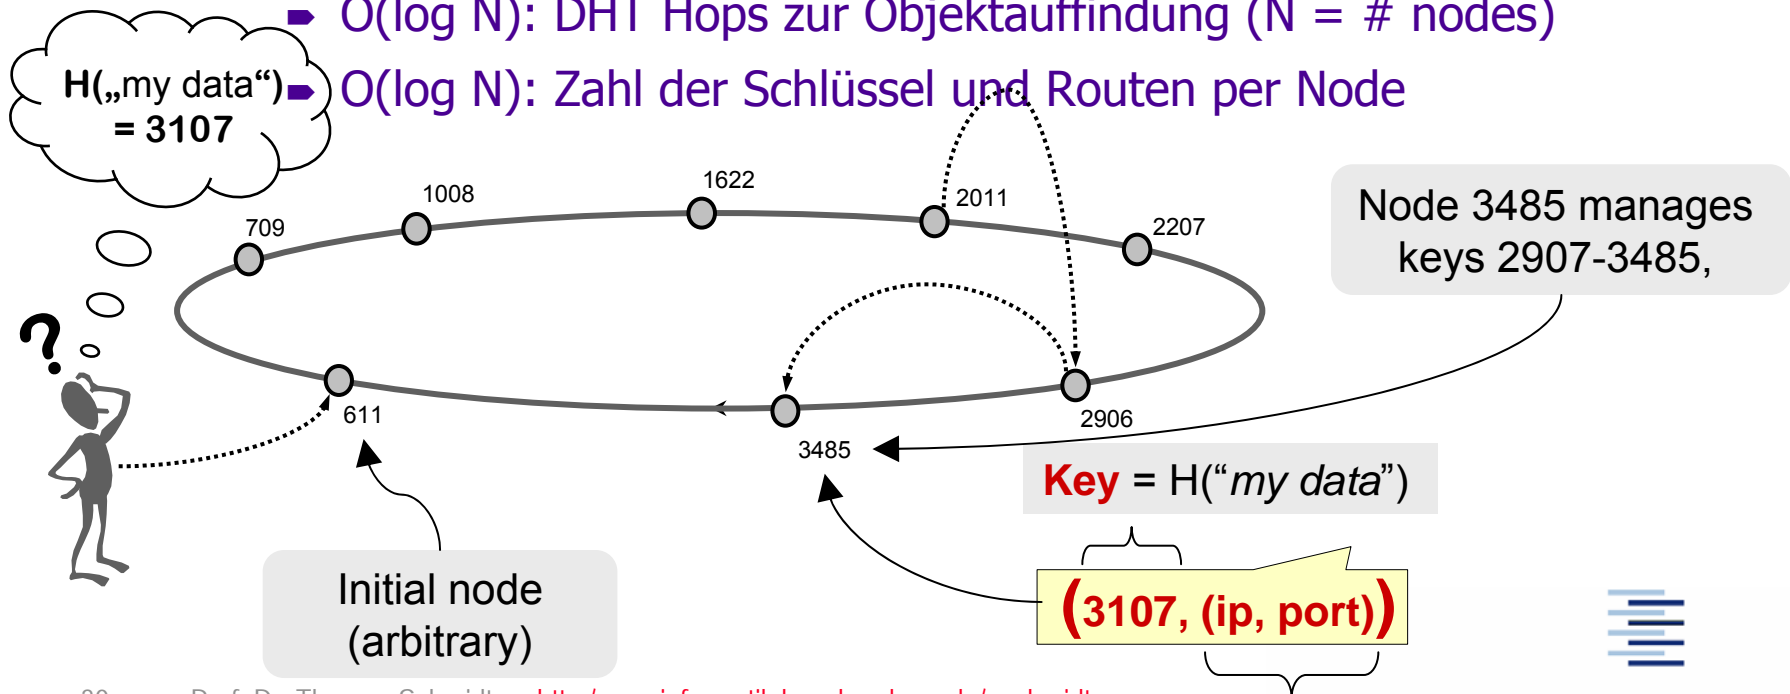 O(log N): DHT Hops zur Objektauffindung (N = # nodes)
O(log N): Zahl der Schlüssel und Routen per Node
H(„my data“)
= 3107
709
1008
1622
2011
2207
Node 3485 manages
keys 2907-3485,
611
3485
2906
?
Key = H(“my data”)
(3107, (ip, port))
Initial node
(arbitrary)